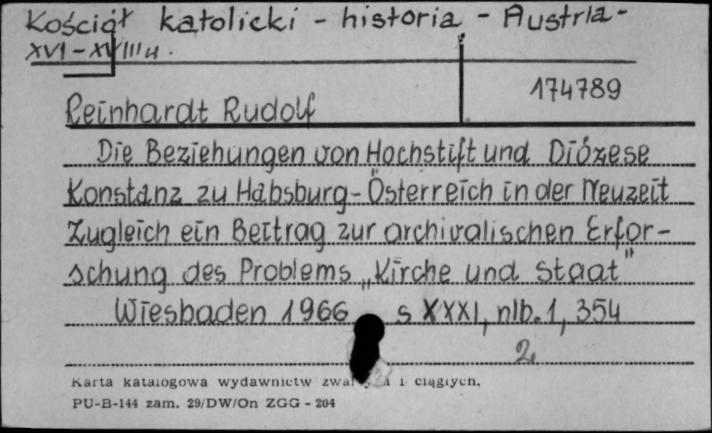 Kościół katolicki - historia - Austria -
XVI - XVIII w.
174789
Reinhardt Rudolf
Die Beziehungen von Hochstift und Diózese
Konstanz zu Habsburg - Österreich in der Neuzeit
Zugleich ein Beitrag zur archivalischen Erfor-
schung des Problems „Kirche und Staat"
Wiesbaden 1966 s XXXI, nlb. 1, 354
2
Karta katalogowa wydawnictw i ciągłych.
PU-B-144 zam. 29/DW/On ZGG - 204